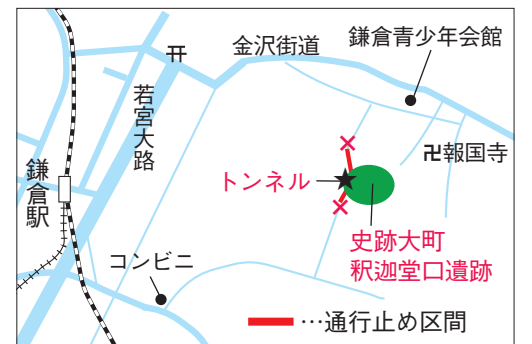 金沢街道
鎌倉青少年会館
若宮大路
卍報国寺
トンネル
鎌倉駅
史跡大町
釈迦堂口遺跡
コンビニ
…通行止め区間